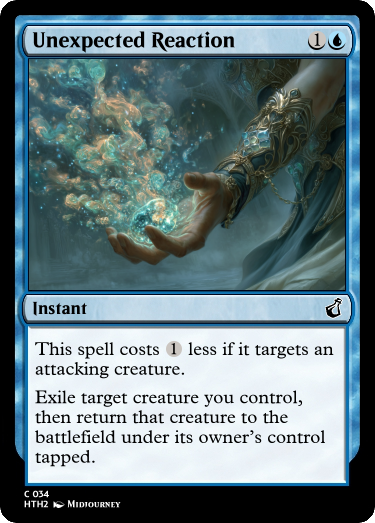 Unexpected Reaction 1
Instant
This spell costs 1 less if it targets an
attacking creature.
Exile target creature you control,
then return that creature to the
battlefield under its owner's control
tapped.
C 034
HTH2 Midjourney